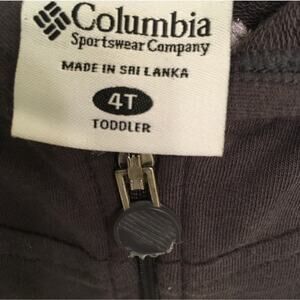 Columbia
Sportswear Company
MADE IN SRI LANKA
4T
TODDLER